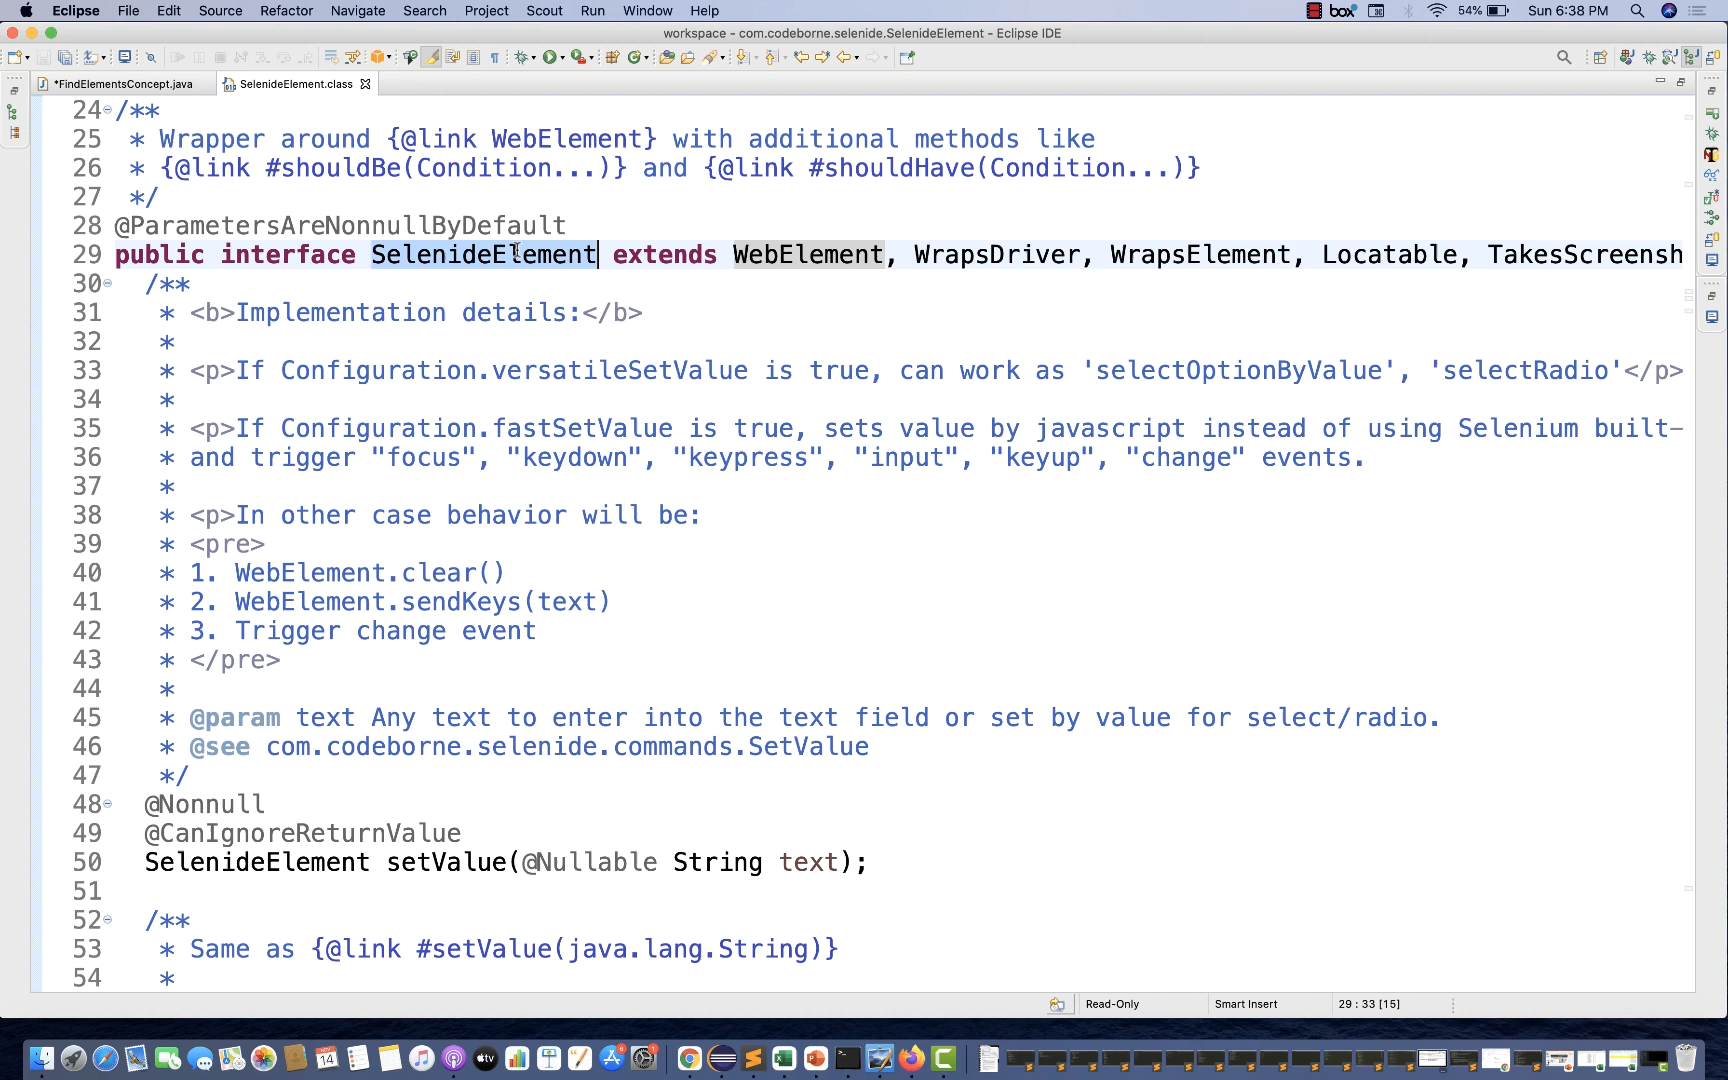 Eclipse File Edit Source Refactor Navigate Search Project Scout Run Window Help box 54% Sun 6:38 PM
workspace - com.codeborne.selenide.SelenideElement - Eclipse IDE
*FindElementsConcept.java SelenideElement.class
24 /**
25 * Wrapper around {@link WebElement} with additional methods like
26 * {@link #shouldBe(Condition...)} and {@link #shouldHave(Condition...)}
27 */
28 @ParametersAreNonnullByDefault
29 public interface SelenideElement extends WebElement, WrapsDriver, WrapsElement, Locatable, TakesScreensh
30 /**
31 * <b>Implementation details:</b>
32 *
33 * <p>If Configuration.versatileSetValue is true, can work as 'selectOptionByValue', 'selectRadio'</p>
34 *
35 * <p>If Configuration.fastSetValue is true, sets value by javascript instead of using Selenium built-
36 * and trigger "focus", "keydown", "keypress", "input", "keyup", "change" events.
37 *
38 * <p>In other case behavior will be:
39 * <pre>
40 * 1. WebElement.clear()
41 * 2. WebElement.sendKeys(text)
42 * 3. Trigger change event
43 * </pre>
44 *
45 * @param text Any text to enter into the text field or set by value for select/radio.
46 * @see com.codeborne.selenide.commands.SetValue
47 */
48 @Nonnull
49 @CanIgnoreReturnValue
50 SelenideElement setValue(@Nullable String text);
51
52 /**
53 * Same as {@link #setValue(java.lang.String)}
54 *
Read-Only Smart Insert 29 : 33 [15]